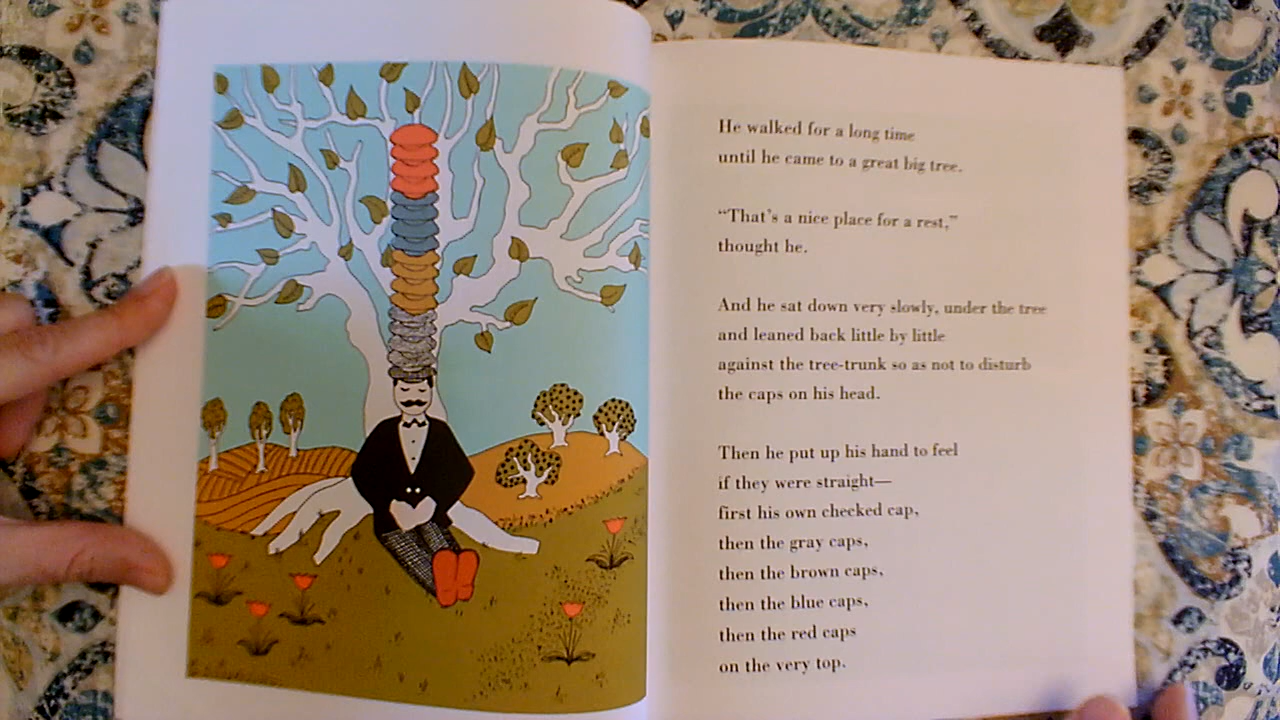 He walked for a long time
until he came to a great big tree.
“That’s a nice place for a rest,”
thought he.
And he sat down very slowly, under the tree
and leaned back little by little
against the tree-trunk so as not to disturb
the caps on his head.
Then he put up his hand to feel
if they were straight—
first his own checked cap,
then the gray caps,
then the brown caps,
then the blue caps,
then the red caps
on the very top.